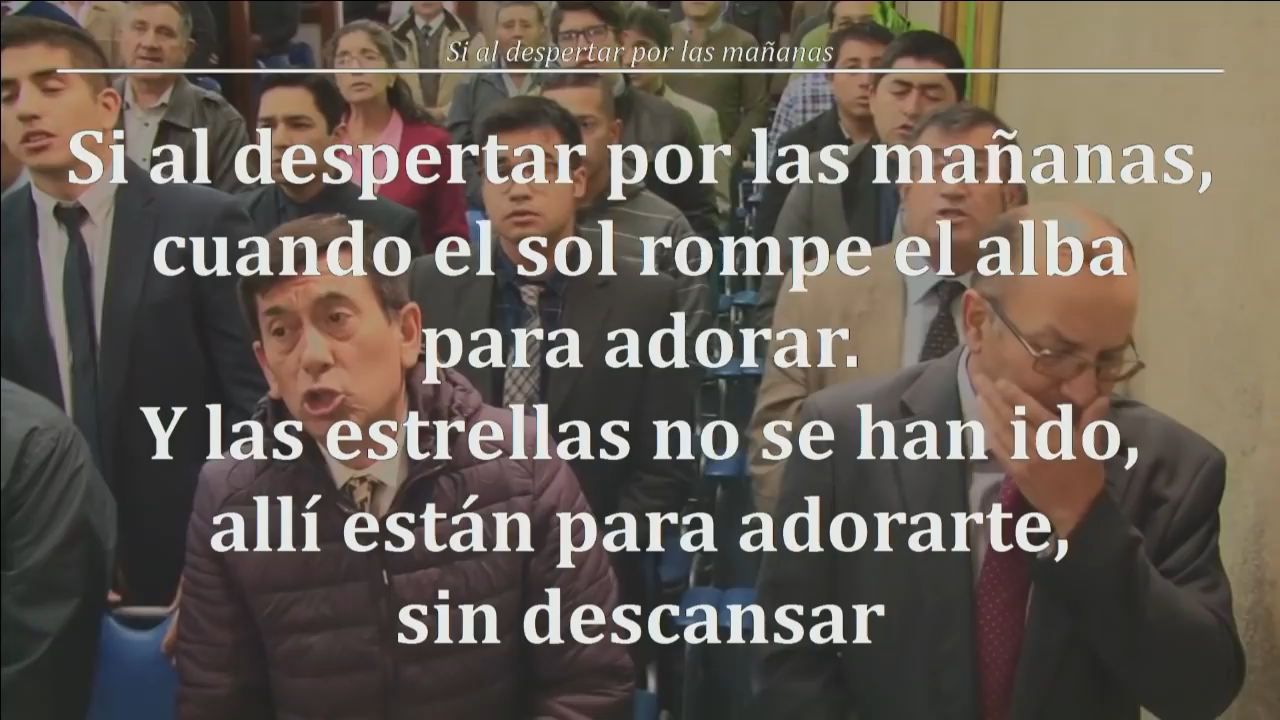 Si al despertar por las mañanas
Si al despertar por las mañanas,
cuando el sol rompe el alba
para adorar.
Y las estrellas no se han ido,
allí están para adorarte,
sin descansar